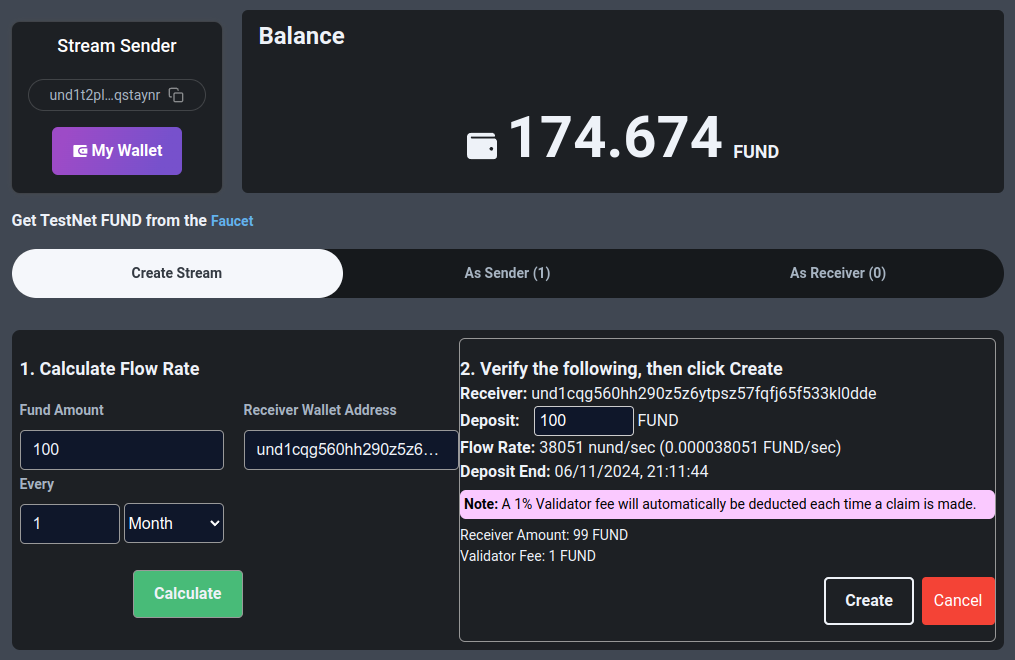 Stream Sender
und1t2pl...qstaynr
My Wallet
Balance
174.674 FUND
Get TestNet FUND from the Faucet
Create Stream
As Sender (1)
As Receiver (0)
1. Calculate Flow Rate
Fund Amount
100
Receiver Wallet Address
und1cqg560hh290z5z6...
Every
1
Month
Calculate
2. Verify the following, then click Create
Receiver: und1cqg560hh290z5z6ytpsz57fqfj65f533kl0dde
Deposit: 100 FUND
Flow Rate: 38051 nund/sec (0.000038051 FUND/sec)
Deposit End: 06/11/2024, 21:11:44
Note: A 1% Validator fee will automatically be deducted each time a claim is made.
Receiver Amount: 99 FUND
Validator Fee: 1 FUND
Create
Cancel